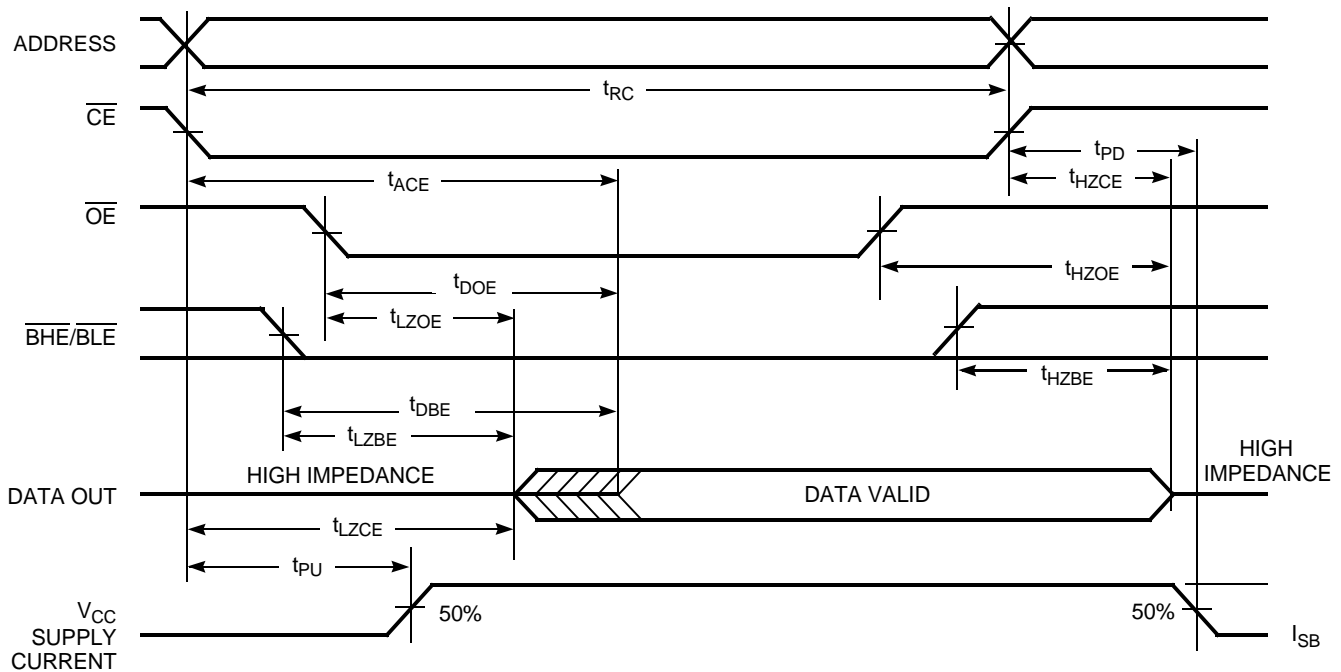 ADDRESS
tRC
CE
tPD
tACE
tHZCE
OE
tHZOE
tDOE
tLZOE
BHE/BLE
tHZBE
tDBE
tLZBE
HIGH IMPEDANCE
HIGH
IMPEDANCE
DATA OUT
DATA VALID
tLZCE
tPU
VCC
SUPPLY
CURRENT
50%
50%
ISB